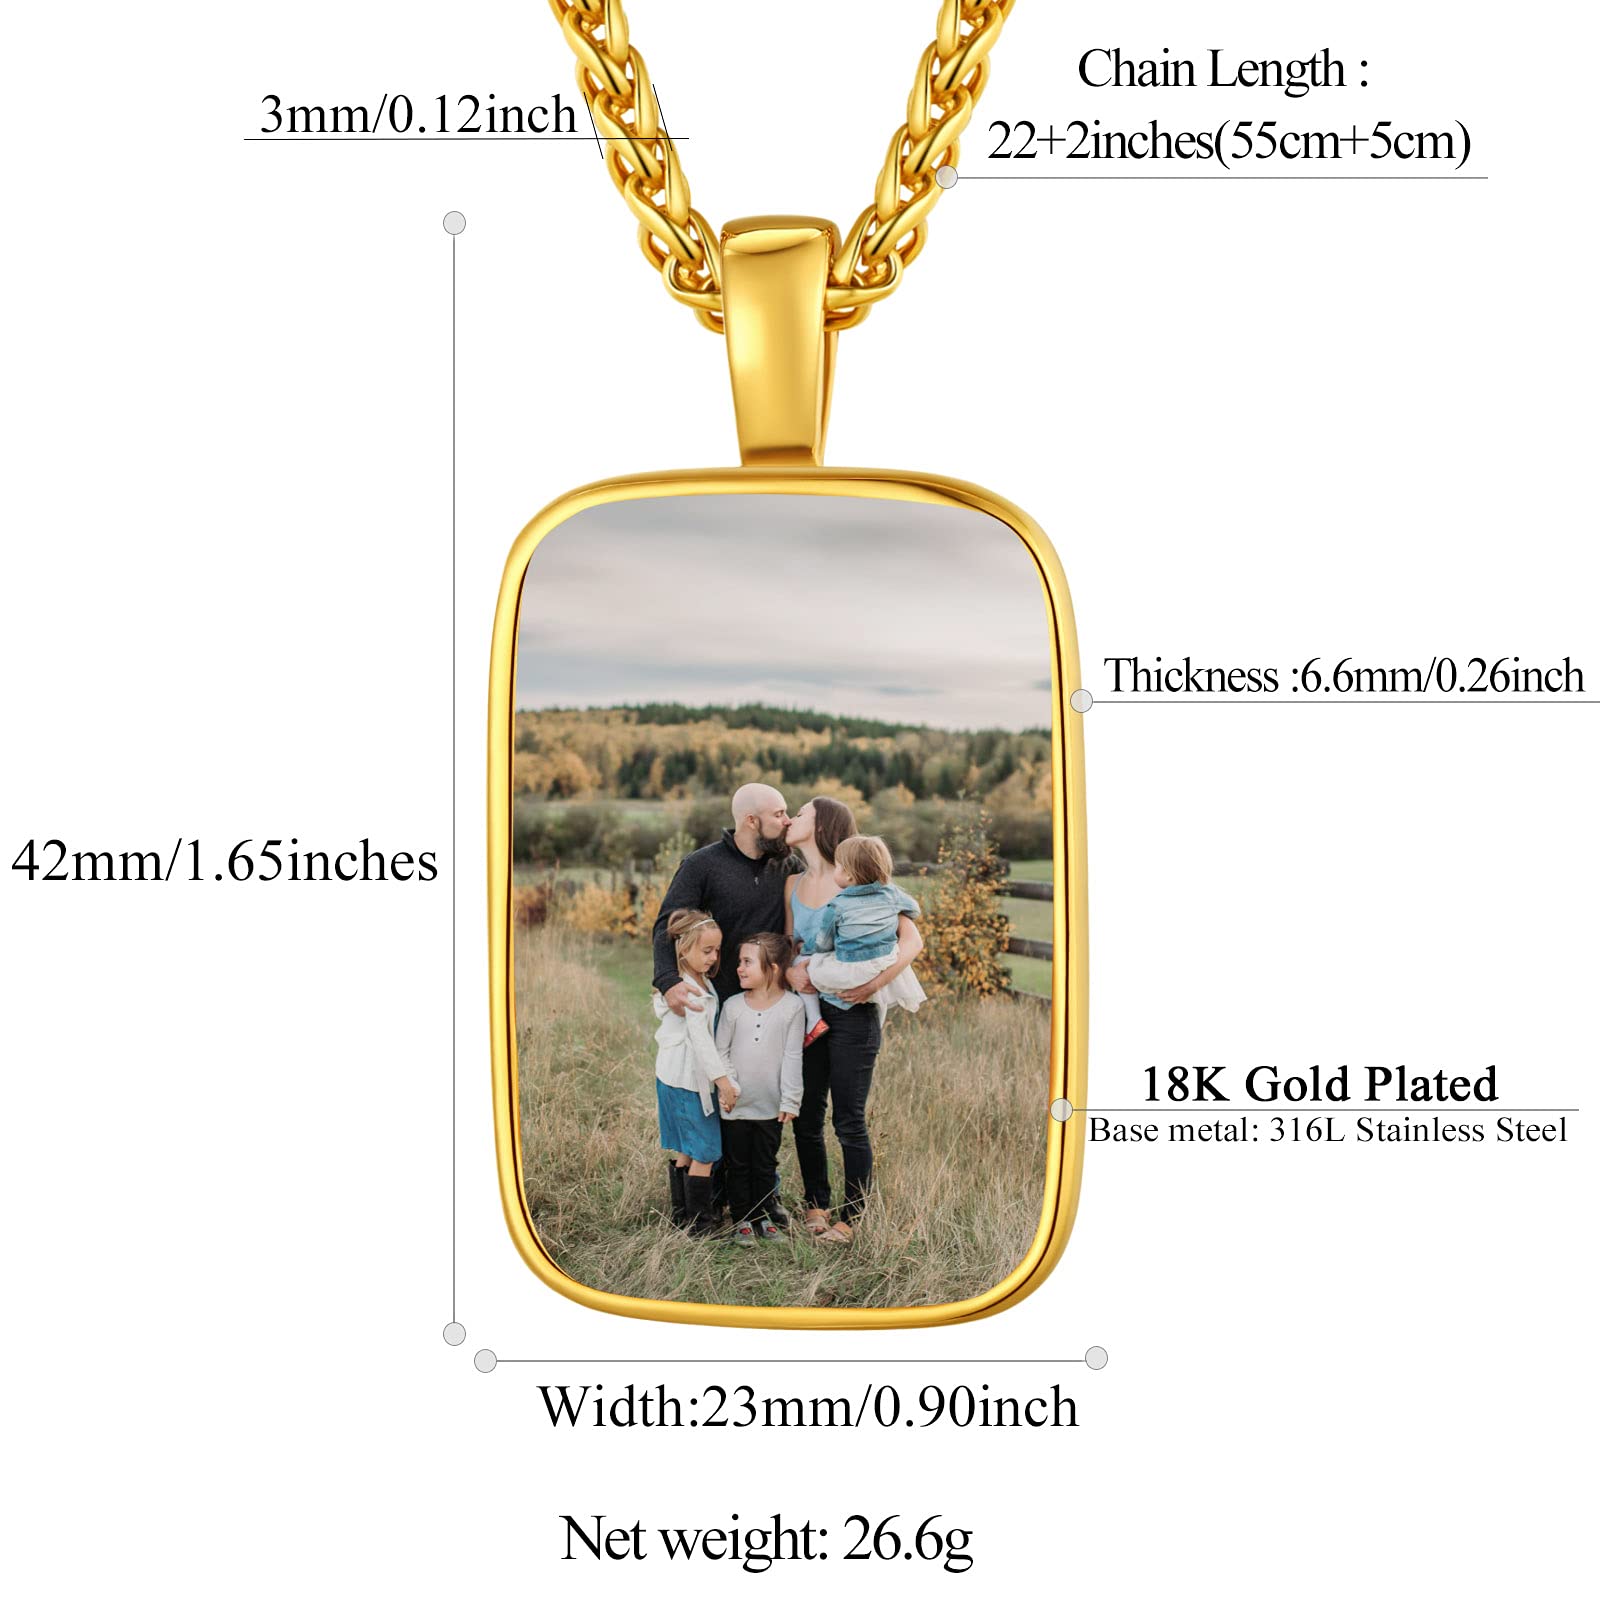 Chain Length :
3mm/0.12inch
22+2inches(55cm+5cm)
Thickness :6.6mm/0.26inch
42mm/1.65inches
18K Gold Plated
Base metal: 316L Stainless Steel
Width:23mm/0.90inch
Net weight: 26.6g